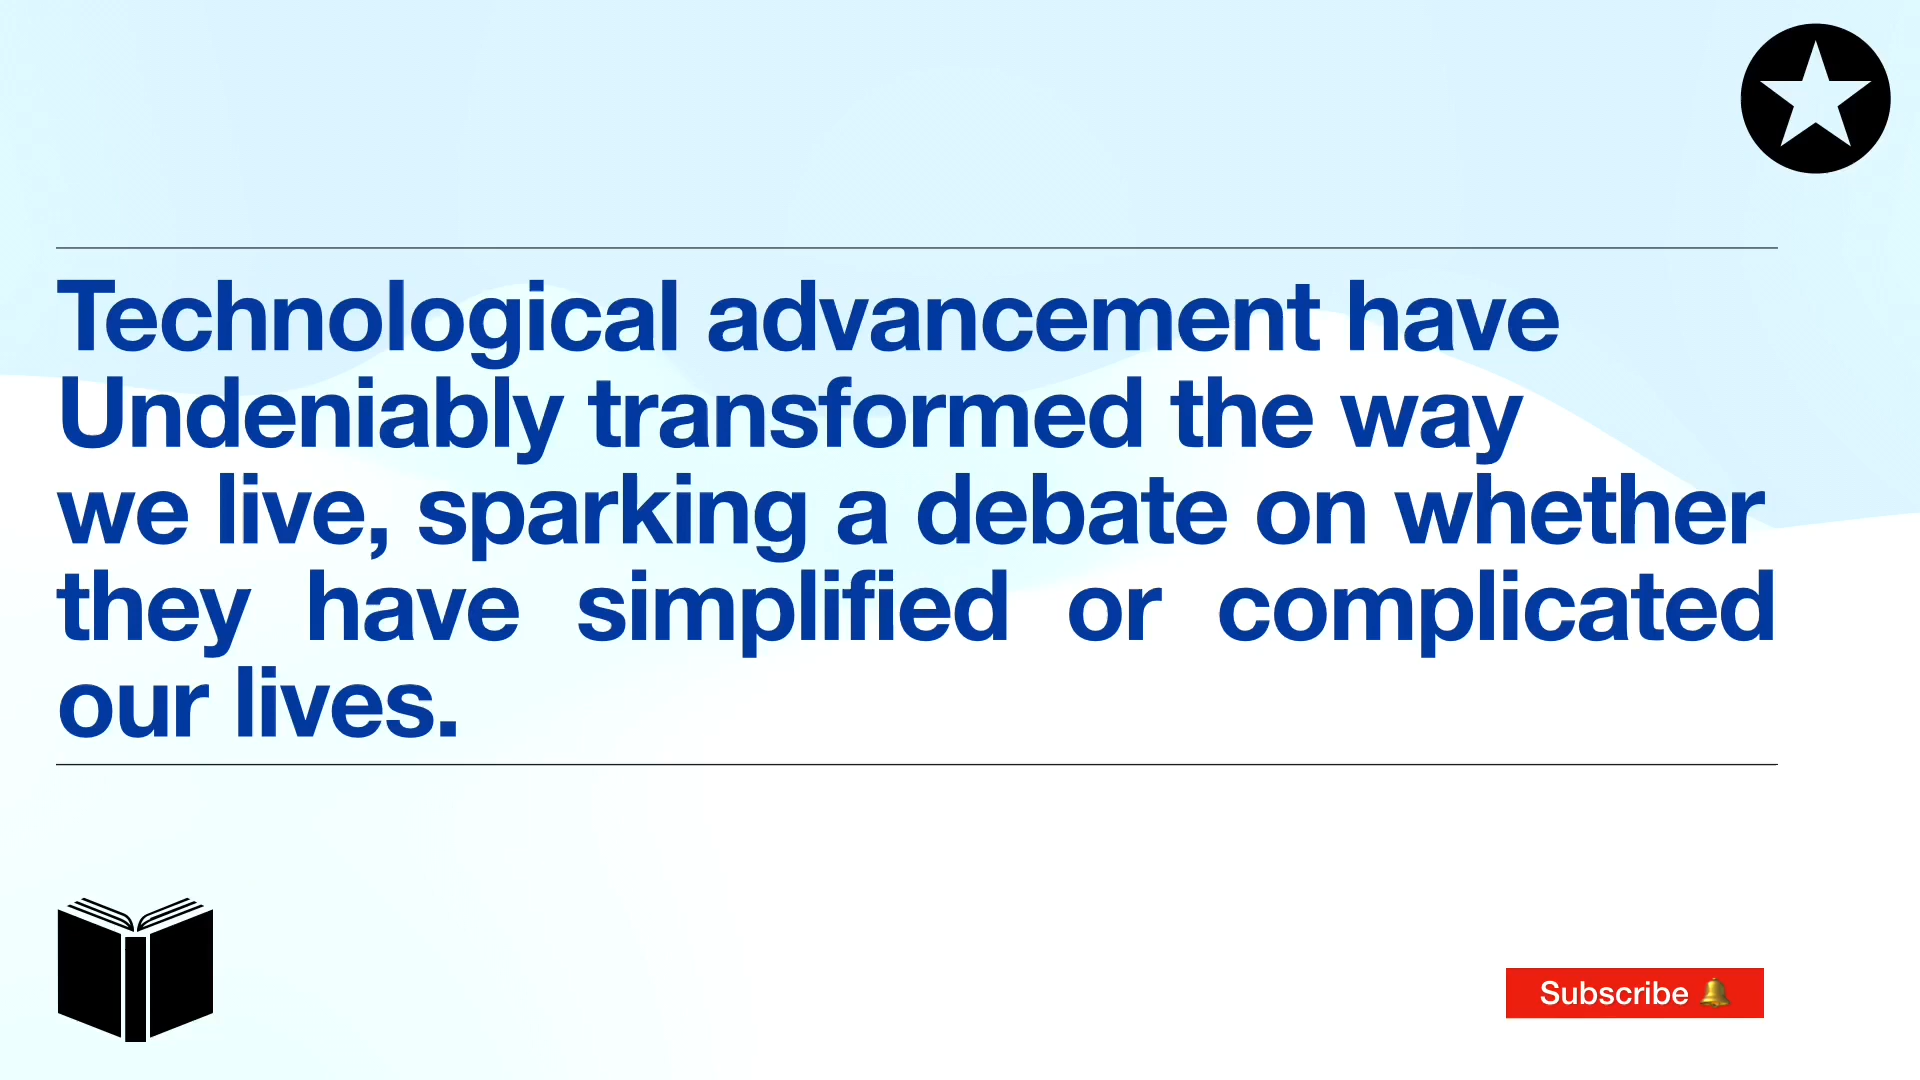 Technological advancement have
Undeniably transformed the way
we live, sparking a debate on whether
they have simplified or complicated
our lives.
Subscribe 🔔